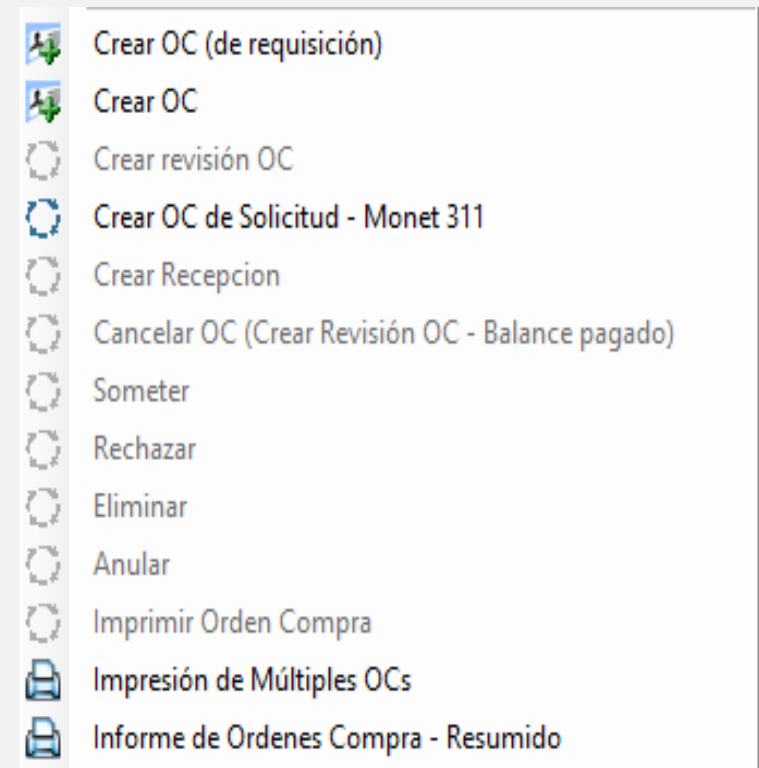 Crear OC (de requisición)
Crear OC
Crear revisión OC
Crear OC de Solicitud - Monet 311
Crear Recepcion
Cancelar OC (Crear Revisión OC - Balance pagado)
Someter
Rechazar
Eliminar
Anular
Imprimir Orden Compra
Impresión de Múltiples OCs
Informe de Ordenes Compra - Resumido